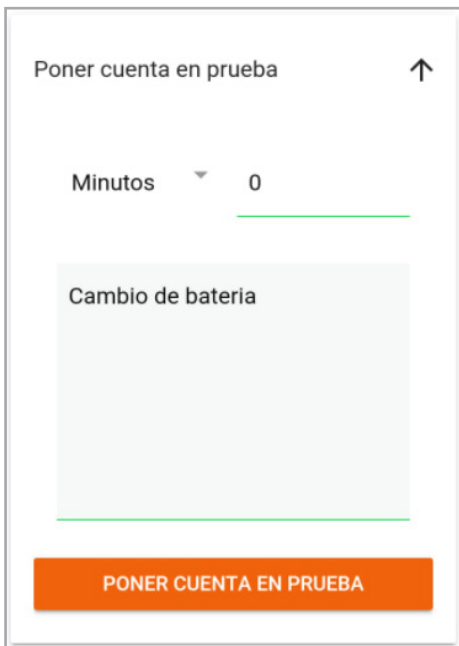 Poner cuenta en prueba
Minutos 0
Cambio de bateria
PONER CUENTA EN PRUEBA